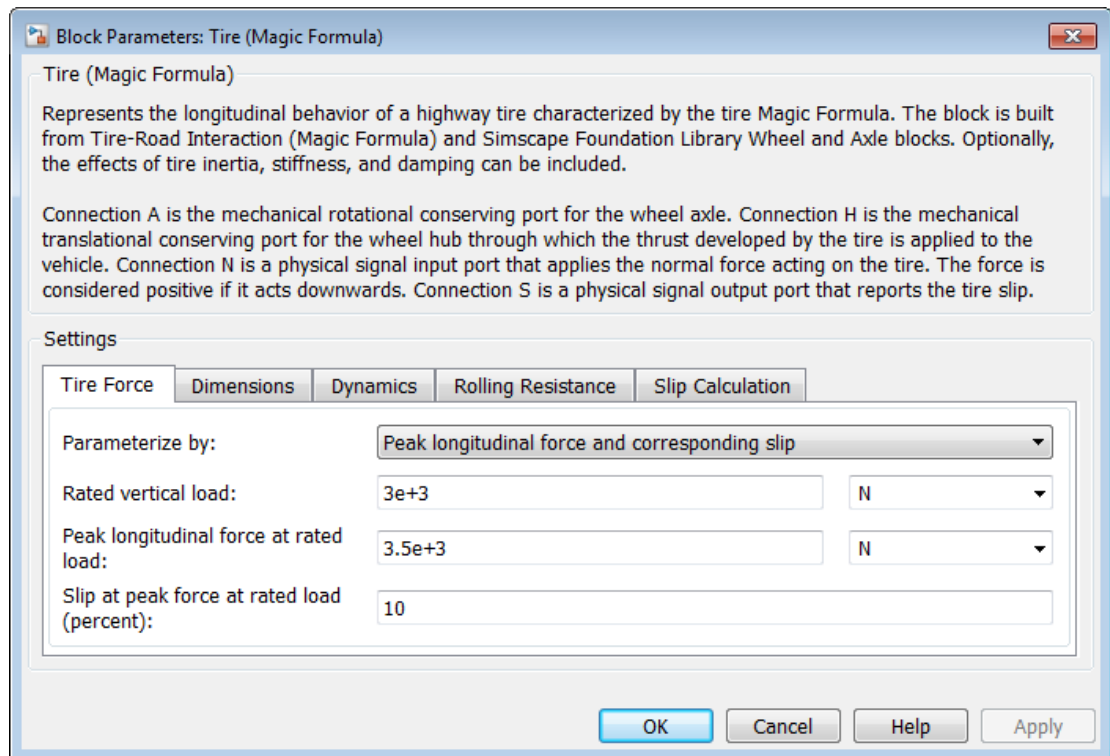 Block Parameters: Tire (Magic Formula)
Tire (Magic Formula)
Represents the longitudinal behavior of a highway tire characterized by the tire Magic Formula. The block is built
from Tire-Road Interaction (Magic Formula) and Simscape Foundation Library Wheel and Axle blocks. Optionally,
the effects of tire inertia, stiffness, and damping can be included.
Connection A is the mechanical rotational conserving port for the wheel axle. Connection H is the mechanical
translational conserving port for the wheel hub through which the thrust developed by the tire is applied to the
vehicle. Connection N is a physical signal input port that applies the normal force acting on the tire. The force is
considered positive if it acts downwards. Connection S is a physical signal output port that reports the tire slip.
Settings
Tire Force Dimensions Dynamics Rolling Resistance Slip Calculation
Parameterize by: Peak longitudinal force and corresponding slip
Rated vertical load: 3e+3 N
Peak longitudinal force at rated
load: 3.5e+3 N
Slip at peak force at rated load
(percent): 10
OK Cancel Help Apply